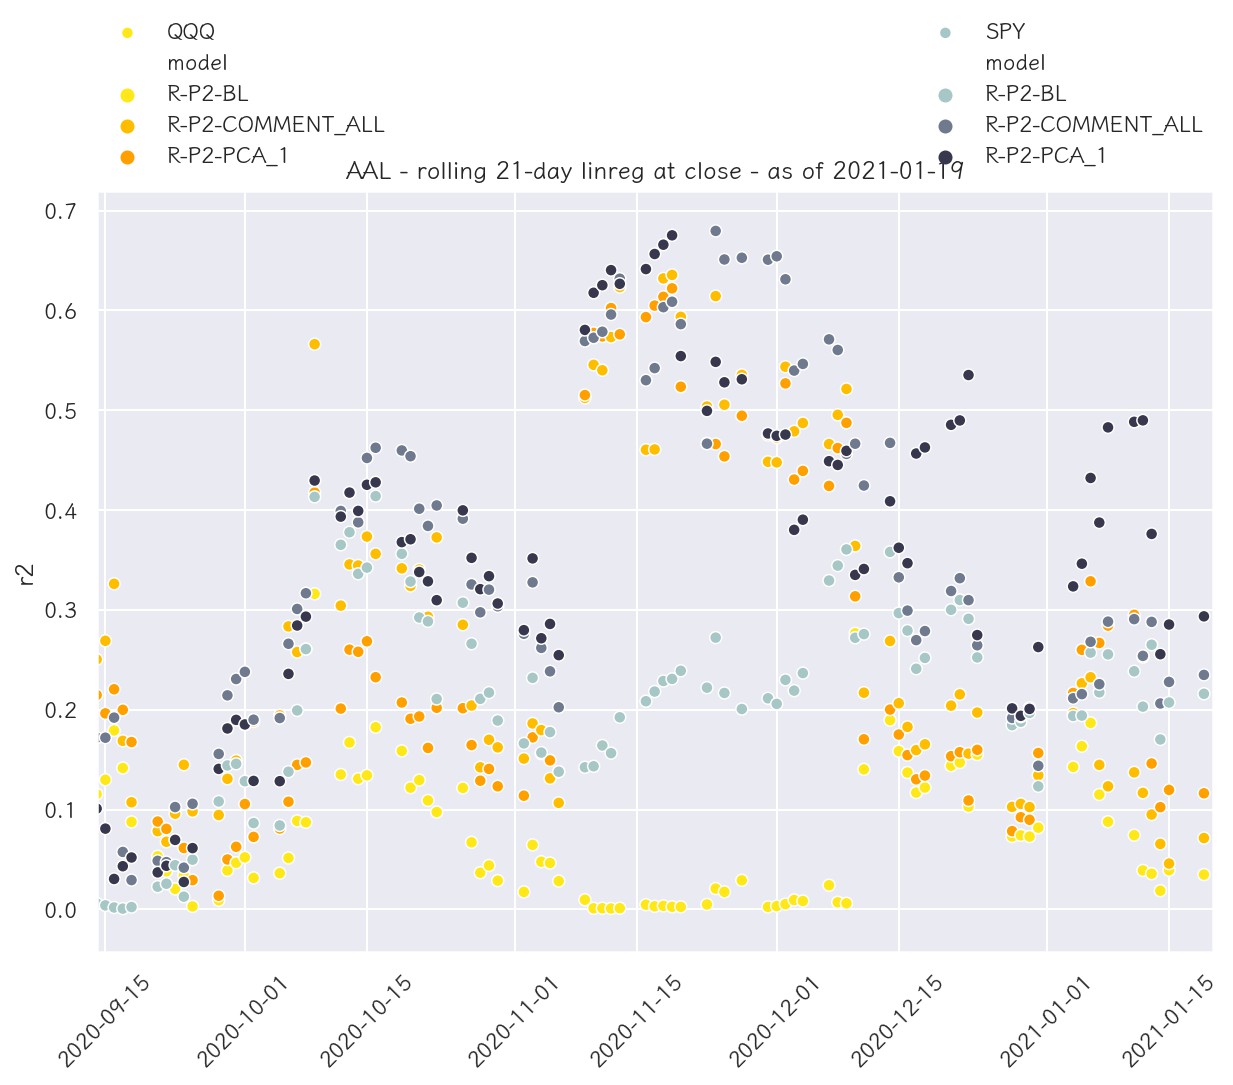 QQQ
model
R-P2-BL
R-P2-COMMENT_ALL
R-P2-PCA_1
SPY
model
R-P2-BL
R-P2-COMMENT_ALL
R-P2-PCA_1
AAL - rolling 21-day linreg at close - as of 2021-01-19
0.7
0.6
0.5
0.4
0.3
0.2
0.1
0.0
r2
2020-09-15
2020-10-01
2020-10-15
2020-11-01
2020-11-15
2020-12-01
2020-12-15
2021-01-01
2021-01-15